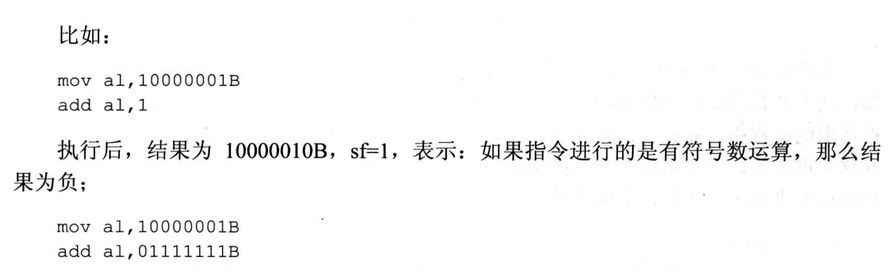 比如：
mov al,10000001B
add al,1
执行后，结果为 10000010B，sf=1，表示：如果指令进行的是有符号数运算，那么结
果为负；
mov al,10000001B
add al,01111111B